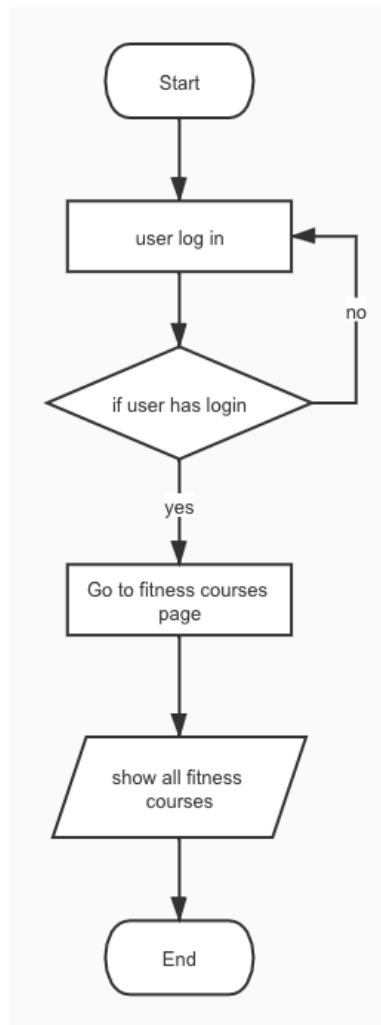 Start
user log in
no
if user has login
yes
Go to fitness courses
page
show all fitness
courses
End